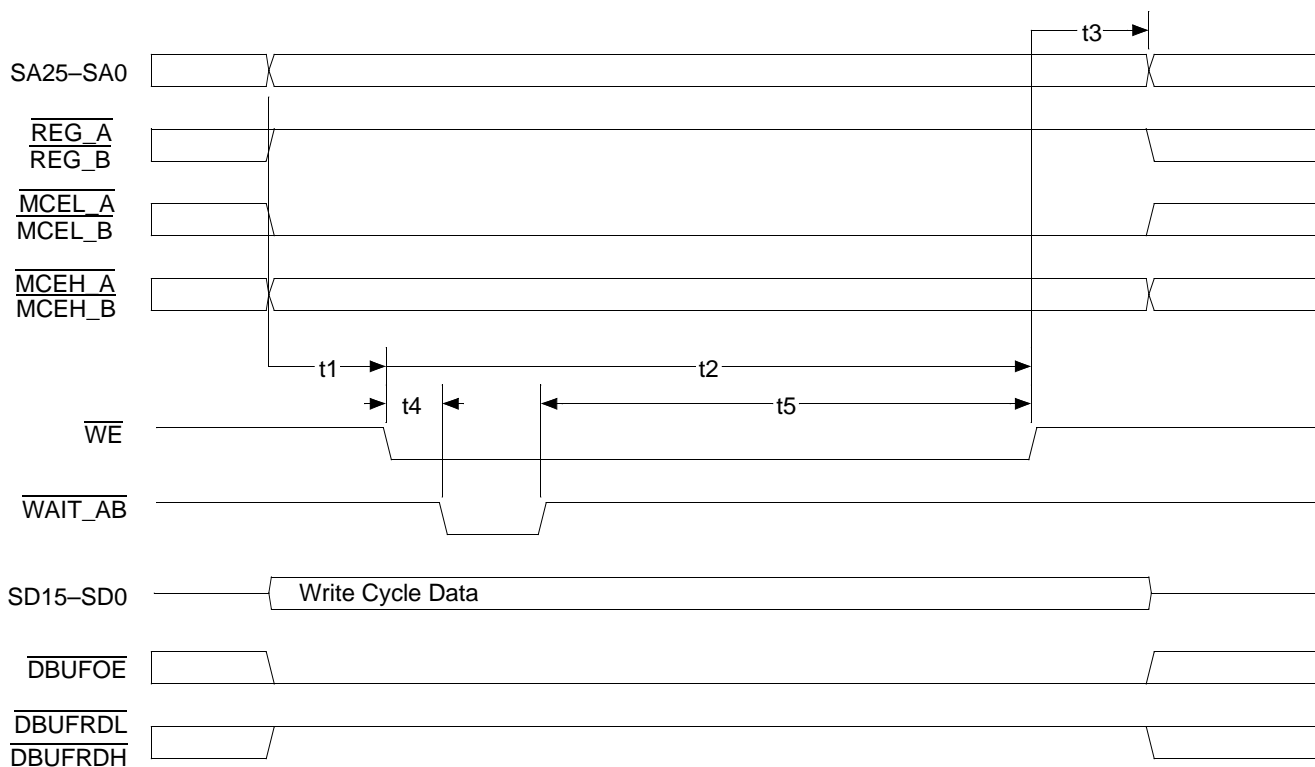 t3
SA25–SA0
REG_A
REG_B
MCEL_A
MCEL_B
MCEH_A
MCEH_B
t1
t2
t4
t5
WE
WAIT_AB
SD15–SD0
Write Cycle Data
DBUFOE
DBUFRDL
DBUFRDH